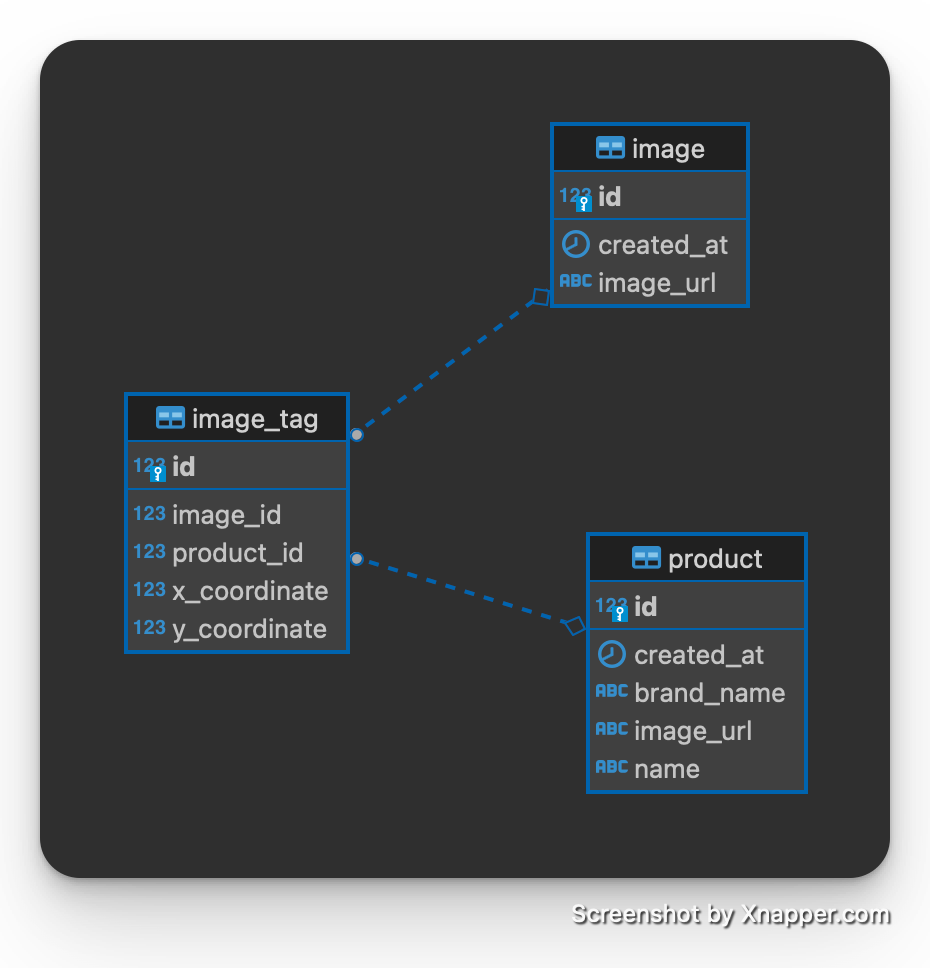 image
123 id
created_at
ABC image_url
image_tag
123 id
123 image_id
123 product_id
123 x_coordinate
123 y_coordinate
product
123 id
created_at
ABC brand_name
ABC image_url
ABC name
Screenshot by Xnapper.com